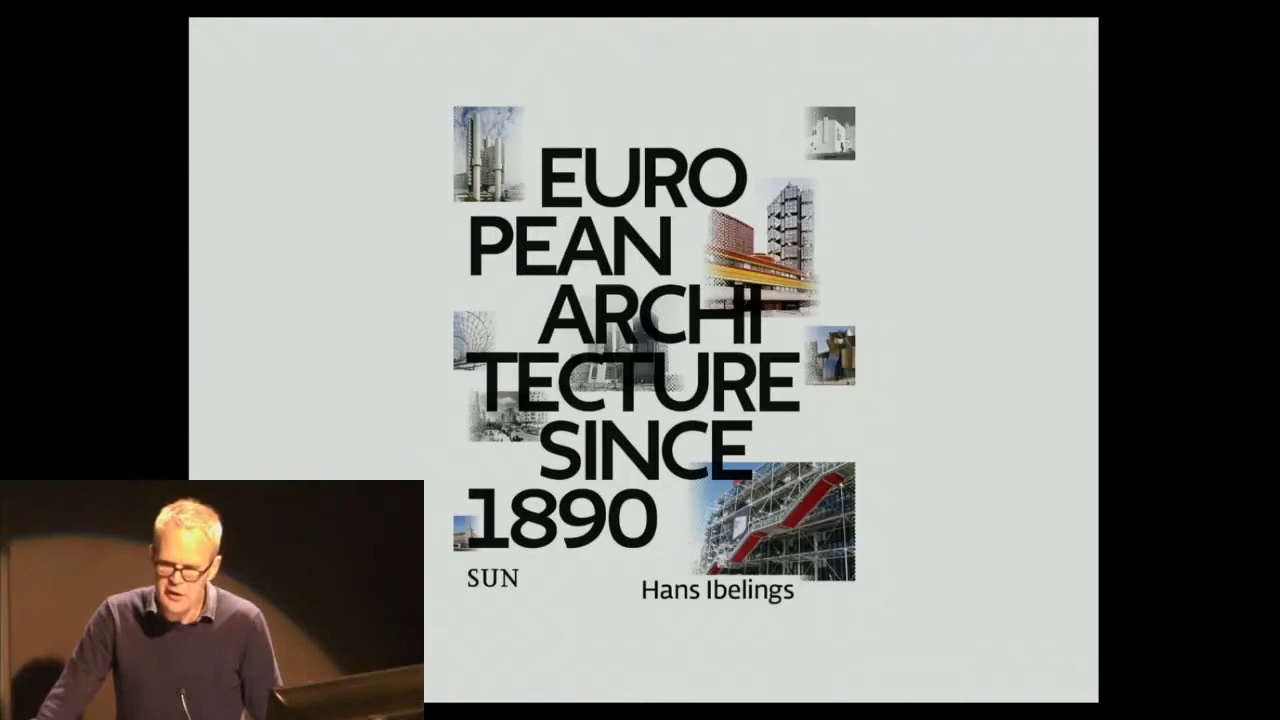 EURO
PEAN
ARCHI
TECTURE
SINCE
1890
SUN
Hans Ibelings